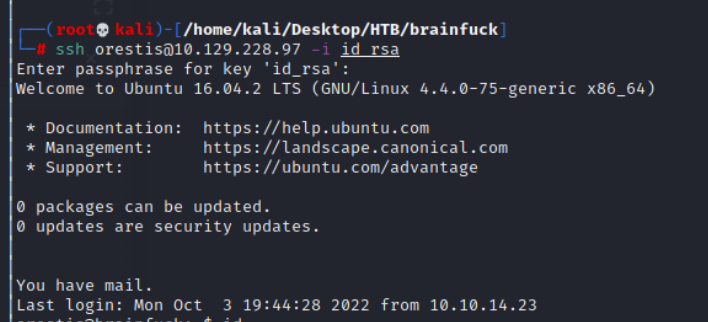 (root💀kali)-[/home/kali/Desktop/HTB/brainfuck]
# ssh orestis@10.129.228.97 -i id_rsa
Enter passphrase for key 'id_rsa':
Welcome to Ubuntu 16.04.2 LTS (GNU/Linux 4.4.0-75-generic x86_64)
* Documentation:  https://help.ubuntu.com
* Management:     https://landscape.canonical.com
* Support:        https://ubuntu.com/advantage
0 packages can be updated.
0 updates are security updates.
You have mail.
Last login: Mon Oct  3 19:44:28 2022 from 10.10.14.23